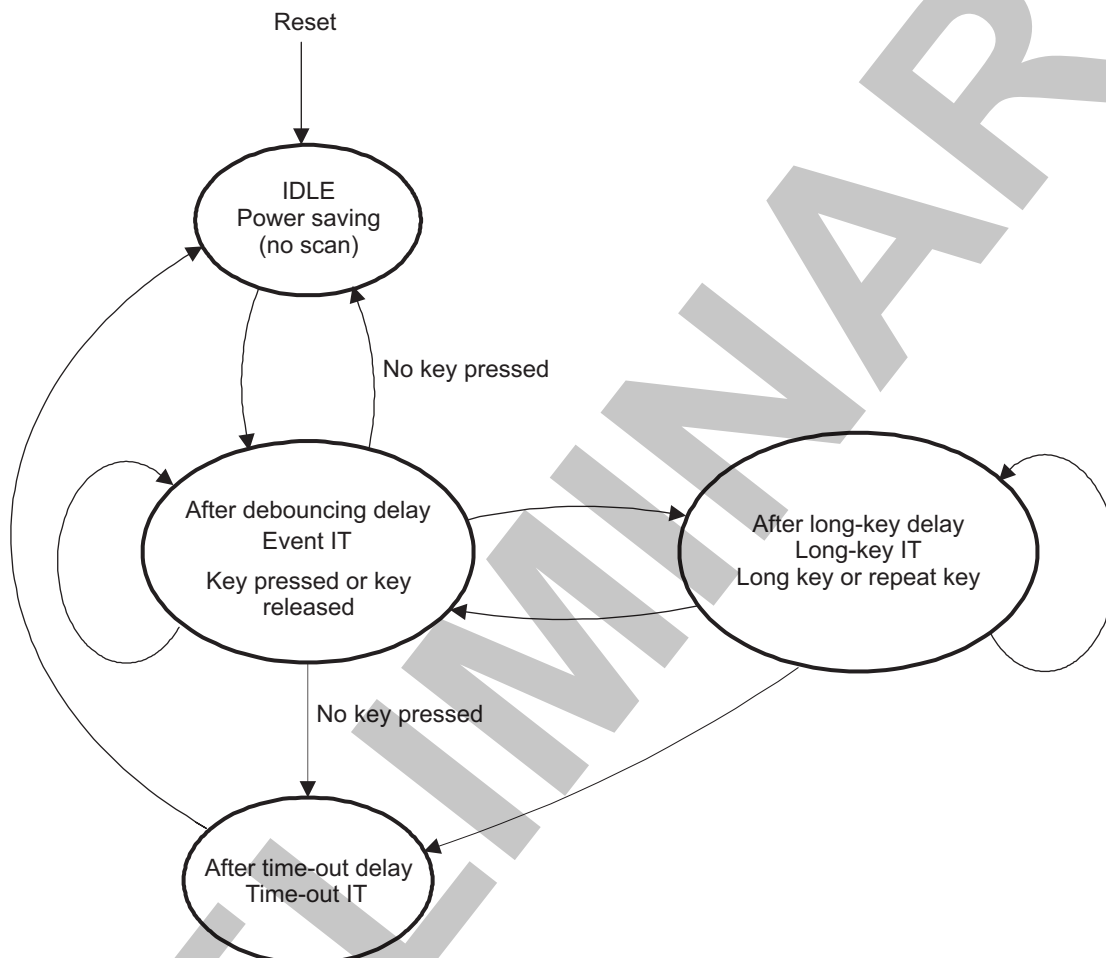 Reset
IDLE
Power saving
(no scan)
No key pressed
After debouncing delay
Event IT
Key pressed or key
released
After long-key delay
Long-key IT
Long key or repeat key
No key pressed
After time-out delay
Time-out IT
LIMINAR